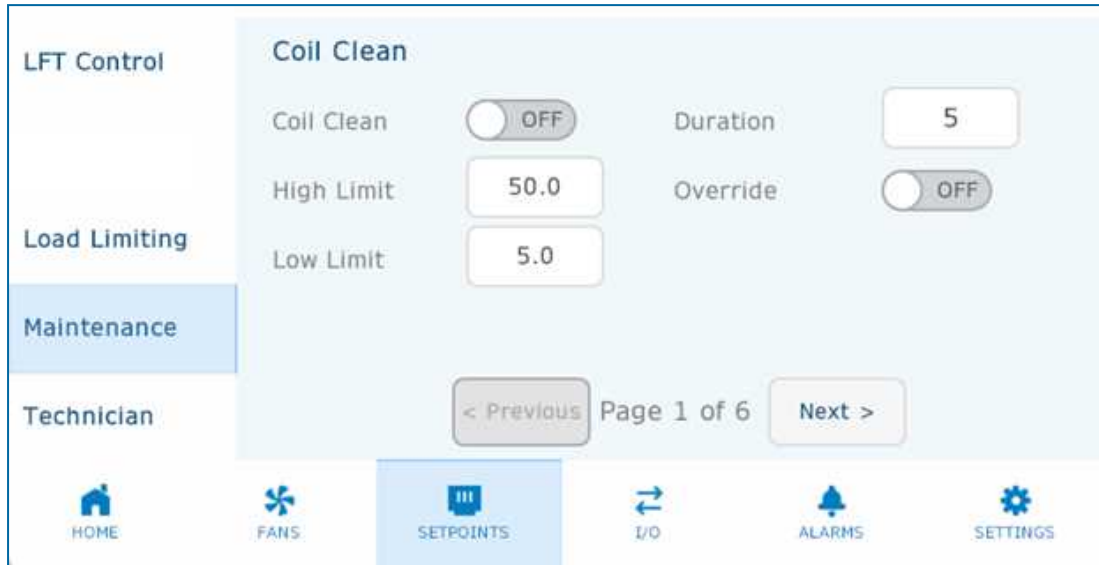 LFT Control
Load Limiting
Maintenance
Technician
Coil Clean
Coil Clean OFF Duration 5
High Limit 50.0 Override OFF
Low Limit 5.0
< Previous Page 1 of 6 Next >
HOME FANS SETPOINTS I/O ALARMS SETTINGS